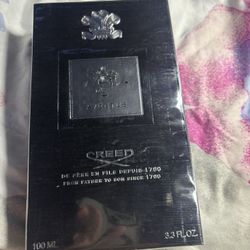 AVENTUS
CREED
DE PÈRE EN FILS DEPUIS 1760
FROM FATHER TO SON SINCE 1760
100 ML
3.3 FL.OZ.